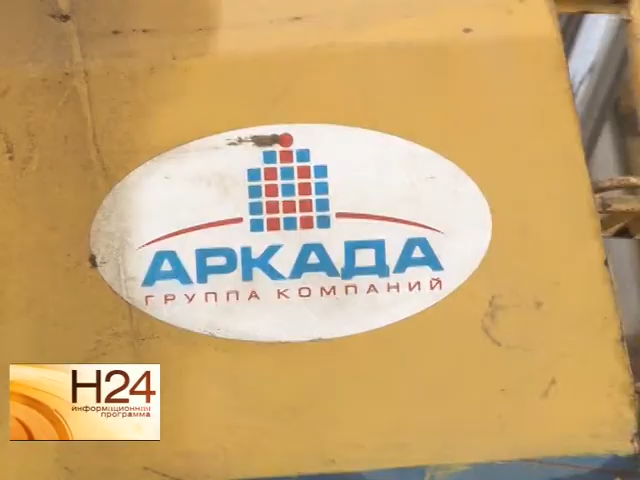 АРКАДА
ГРУППА КОМПАНИЙ
Н24
информационная
программа